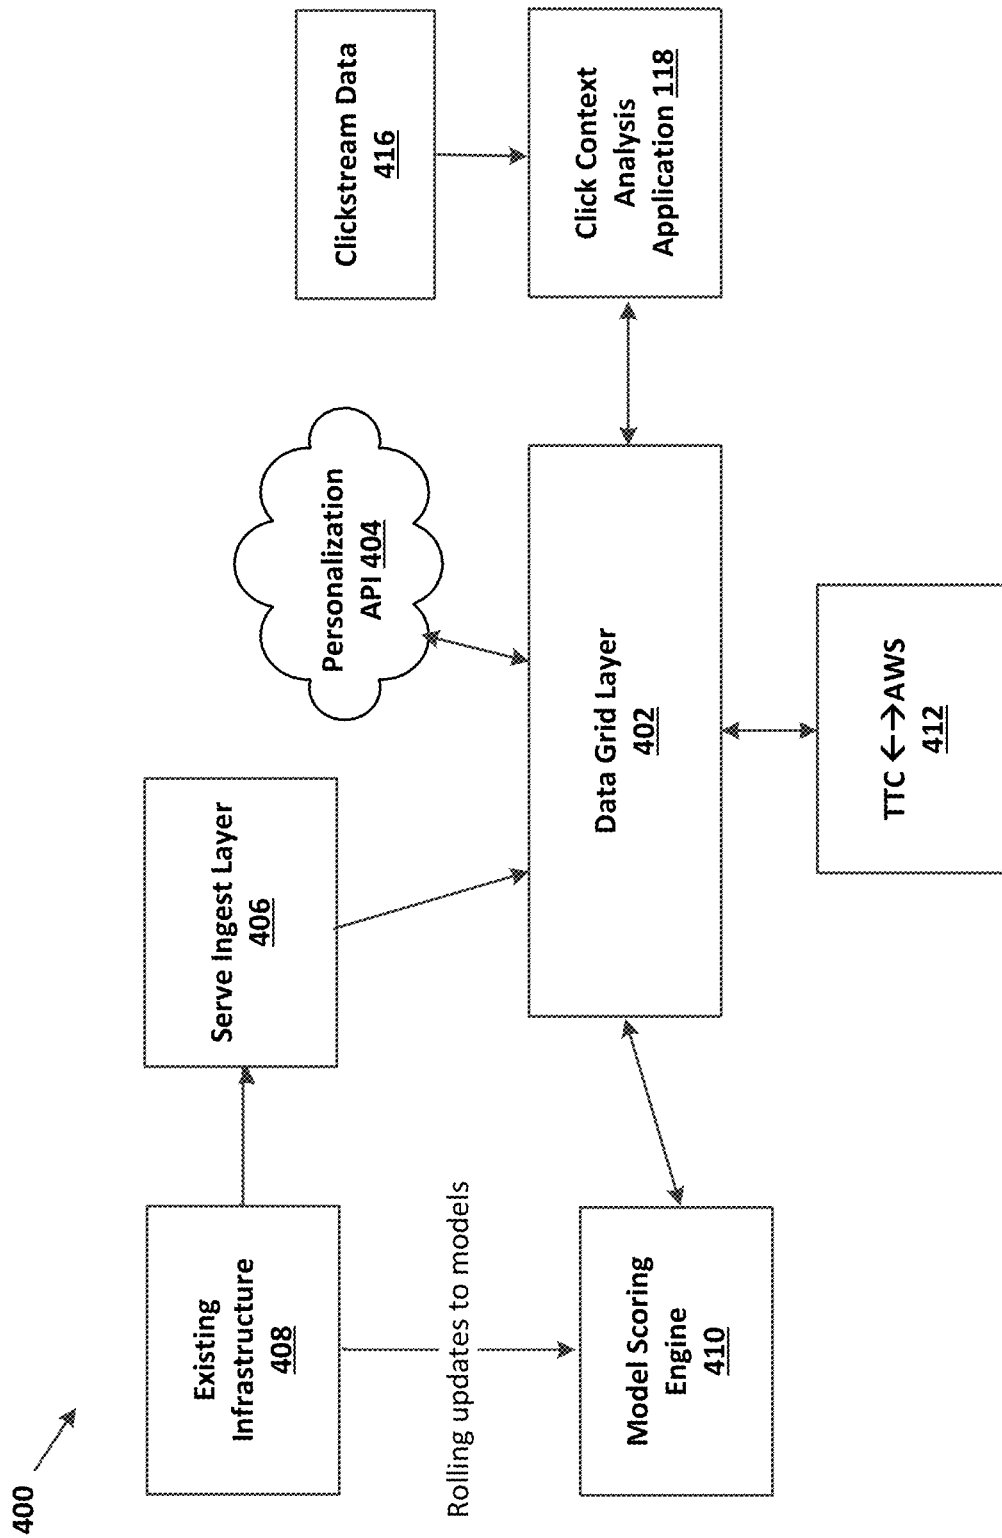 400
Existing
Infrastructure
408
Serve Ingest Layer
406
Personalization
API 404
Clickstream Data
416
Rolling updates to models
Model Scoring
Engine
410
Data Grid Layer
402
Click Context
Analysis
Application 118
TTC ←→AWS
412